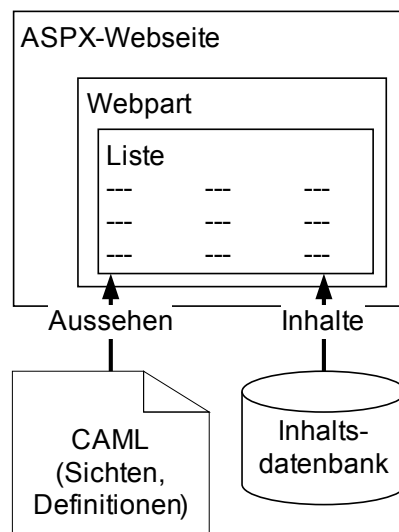 ASPX-Webseite
Webpart
Liste
--- --- ---
--- --- ---
--- --- ---
Aussehen Inhalte
CAML
(Sichten,
Definitionen)
Inhalts-
datenbank